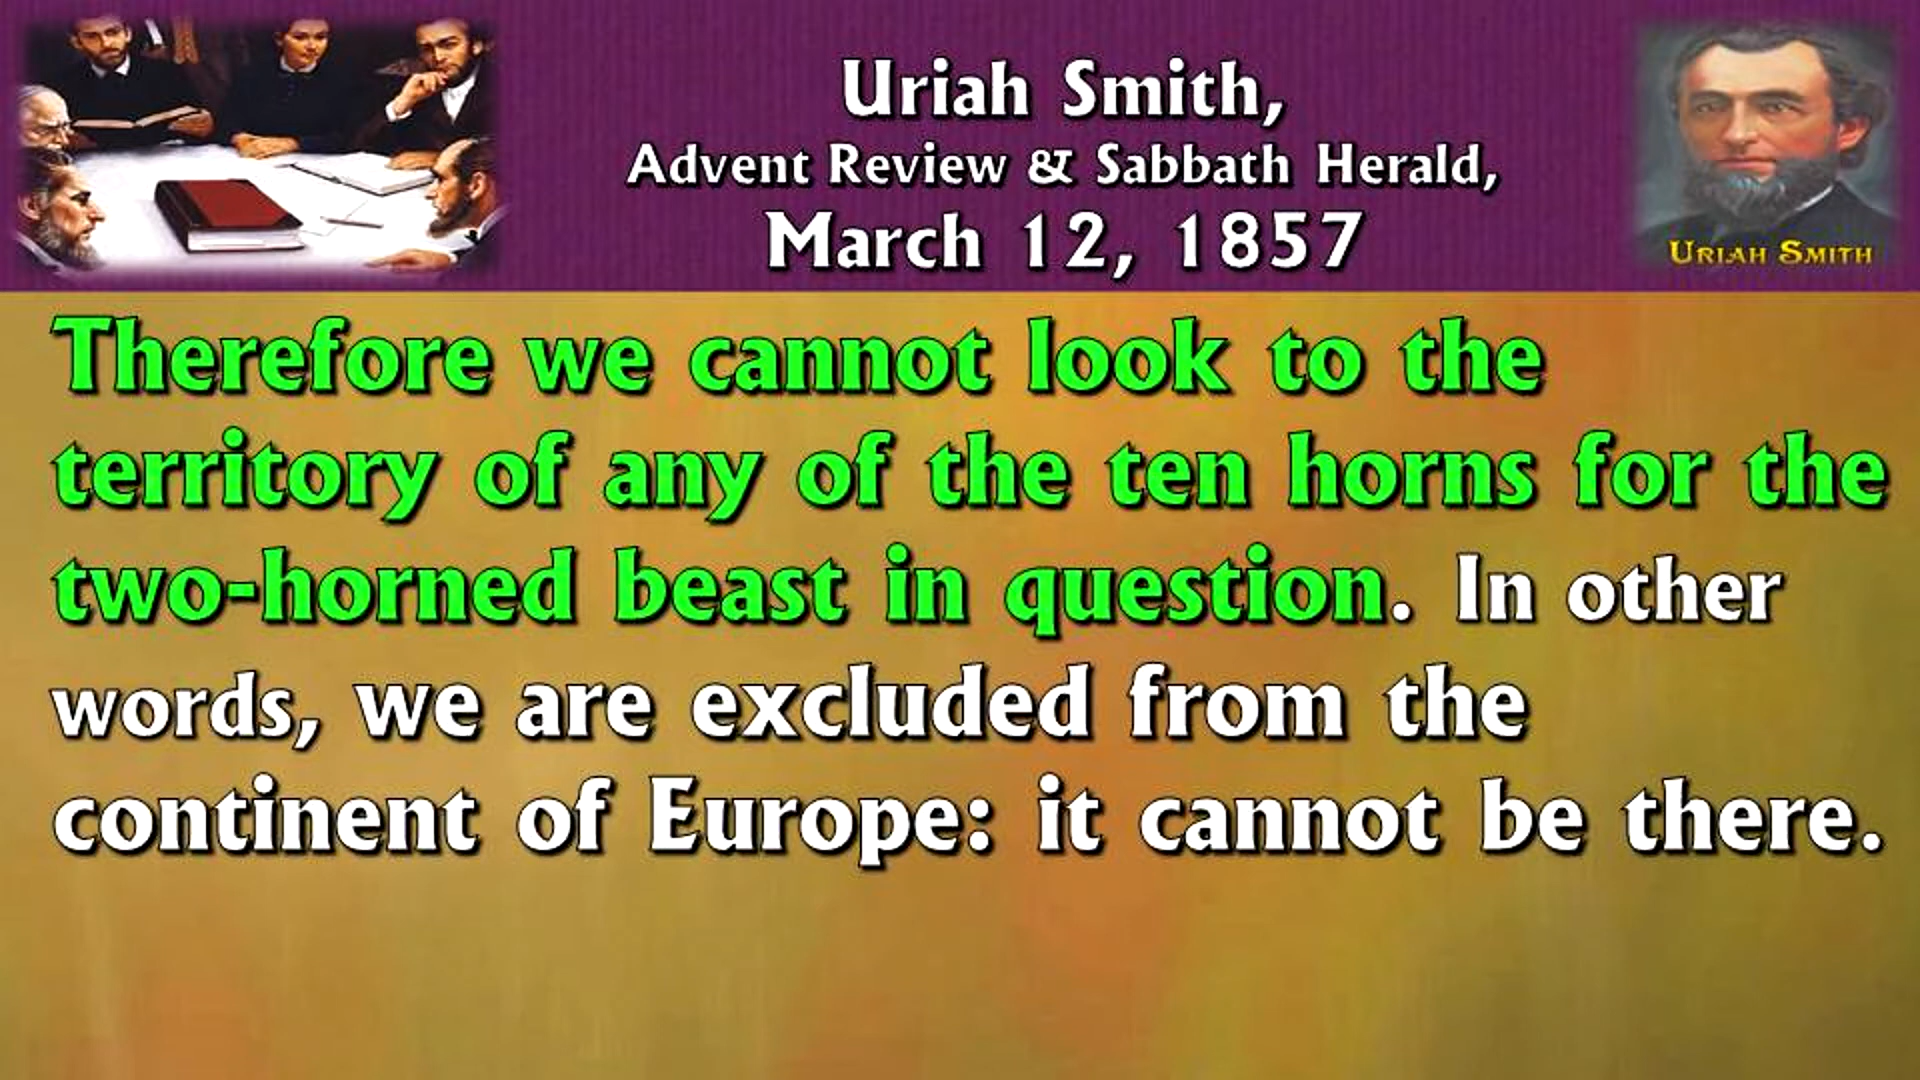 Uriah Smith,
Advent Review & Sabbath Herald,
March 12, 1857
URIAH SMITH
Therefore we cannot look to the
territory of any of the ten horns for the
two-horned beast in question. In other
words, we are excluded from the
continent of Europe: it cannot be there.